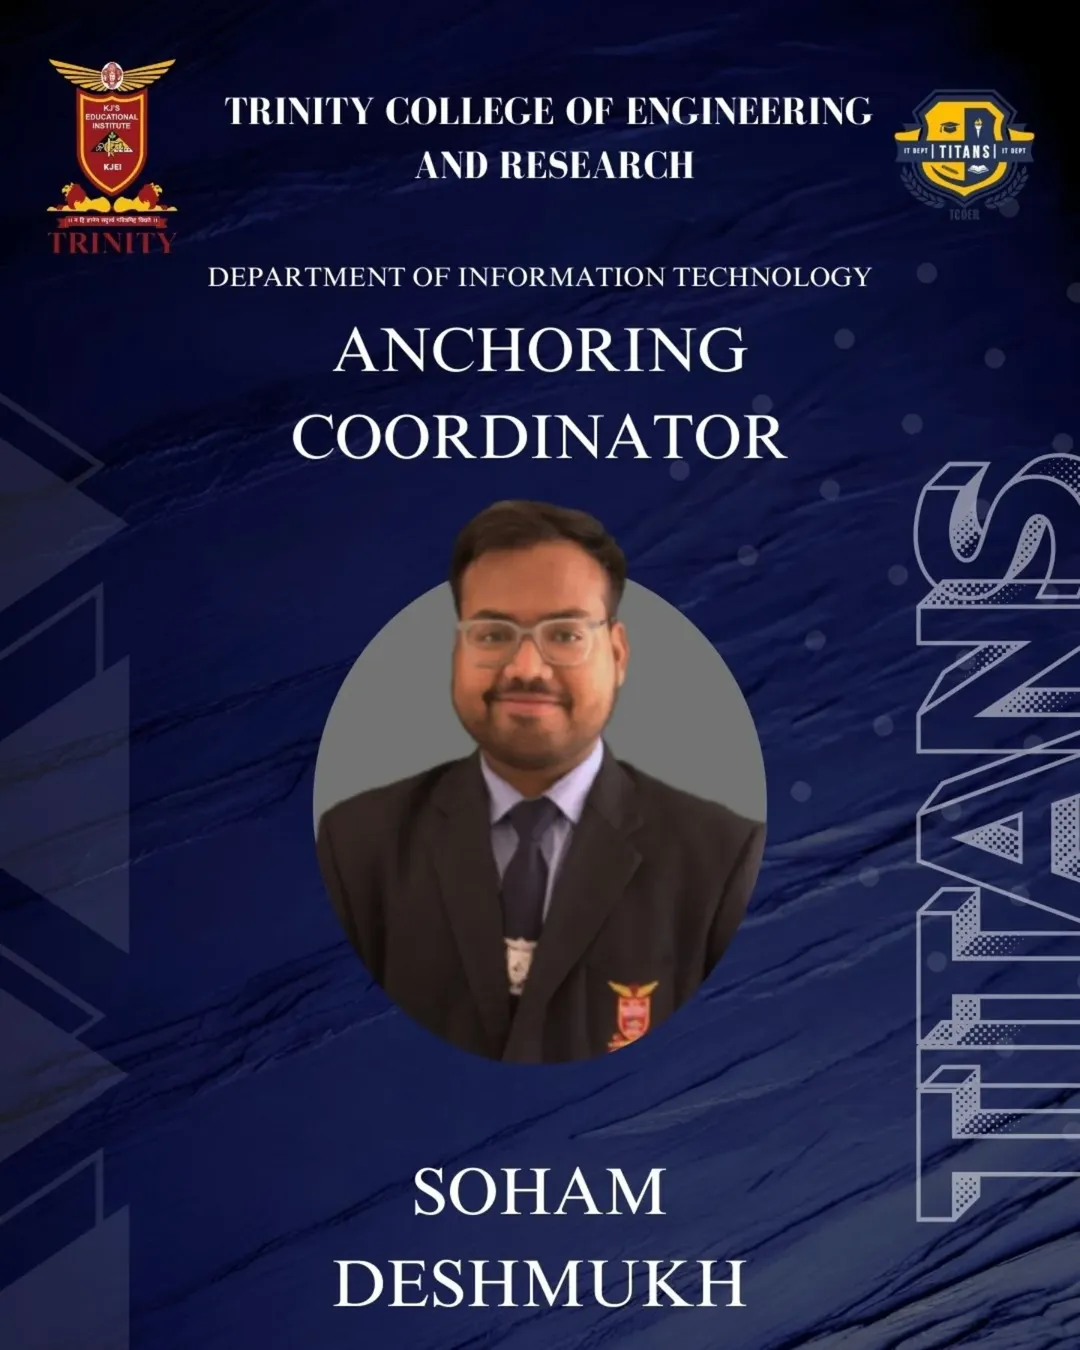 KJ'S
EDUCATIONAL
INSTITUTE
KJEI
TRINITY
TRINITY COLLEGE OF ENGINEERING
AND RESEARCH
IT DEPT | TITANS | IT DEPT
TCOER
DEPARTMENT OF INFORMATION TECHNOLOGY
ANCHORING
COORDINATOR
TITANS
SOHAM
DESHMUKH